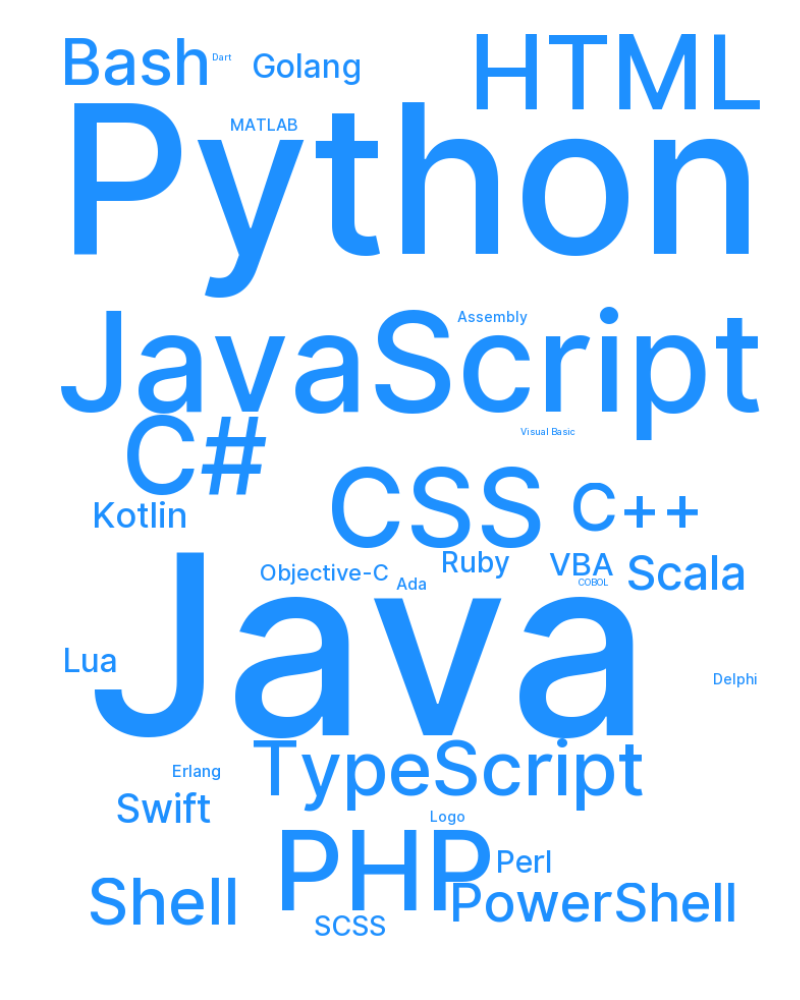 Bash
Dart
Golang
HTML
Python
MATLAB
JavaScript
Assembly
C#
Visual Basic
CSS
C++
Kotlin
Objective-C
Ada
Ruby
VBA
COBOL
Scala
Java
Lua
Delphi
TypeScript
Erlang
Swift
Logo
PHP
Perl
Shell
PowerShell
SCSS